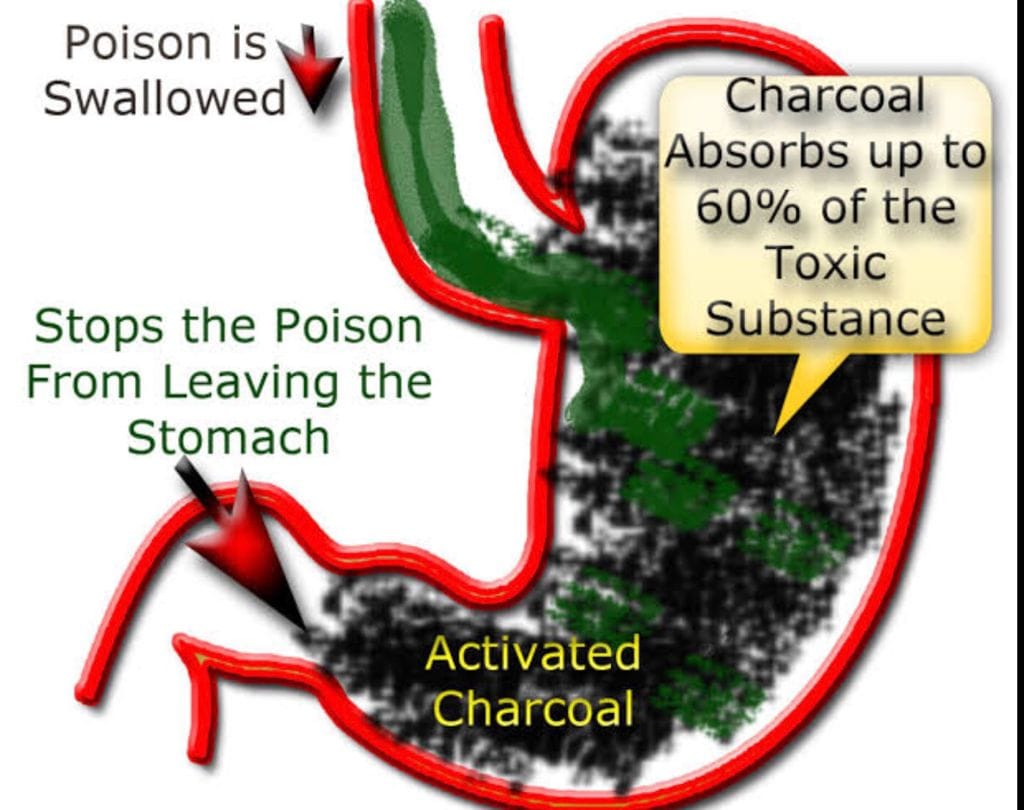 Poison is
Swallowed
Charcoal
Absorbs up to
60% of the
Toxic
Substance
Stops the Poison
From Leaving the
Stomach
Activated
Charcoal